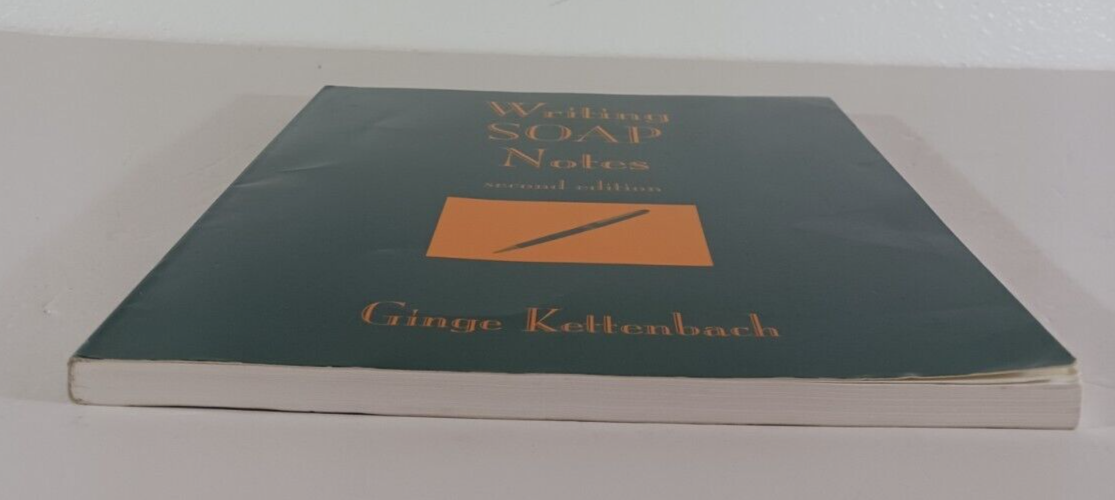 Writing
SOAP
Notes
second edition
Ginge Kettenbach